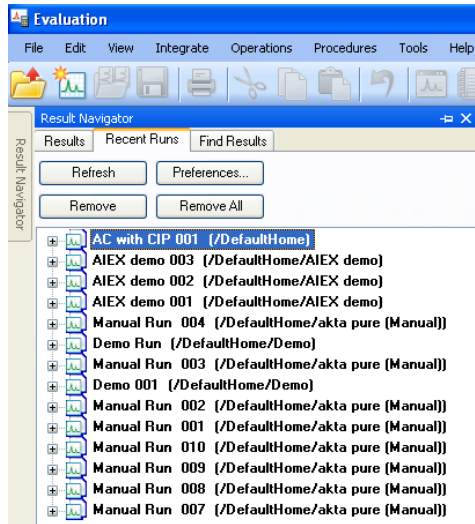 Evaluation
File Edit View Integrate Operations Procedures Tools Help
Result Navigator
Result Navigator
Results Recent Runs Find Results
Refresh Preferences...
Remove Remove All
AC with CIP 001 (/DefaultHome)
AIEX demo 003 (/DefaultHome/AIEX demo)
AIEX demo 002 (/DefaultHome/AIEX demo)
AIEX demo 001 (/DefaultHome/AIEX demo)
Manual Run 004 (/DefaultHome/akta pure (Manual))
Demo Run (/DefaultHome/Demo)
Manual Run 003 (/DefaultHome/akta pure (Manual))
Demo 001 (/DefaultHome/Demo)
Manual Run 002 (/DefaultHome/akta pure (Manual))
Manual Run 001 (/DefaultHome/akta pure (Manual))
Manual Run 010 (/DefaultHome/akta pure (Manual))
Manual Run 009 (/DefaultHome/akta pure (Manual))
Manual Run 008 (/DefaultHome/akta pure (Manual))
Manual Run 007 (/DefaultHome/akta pure (Manual))